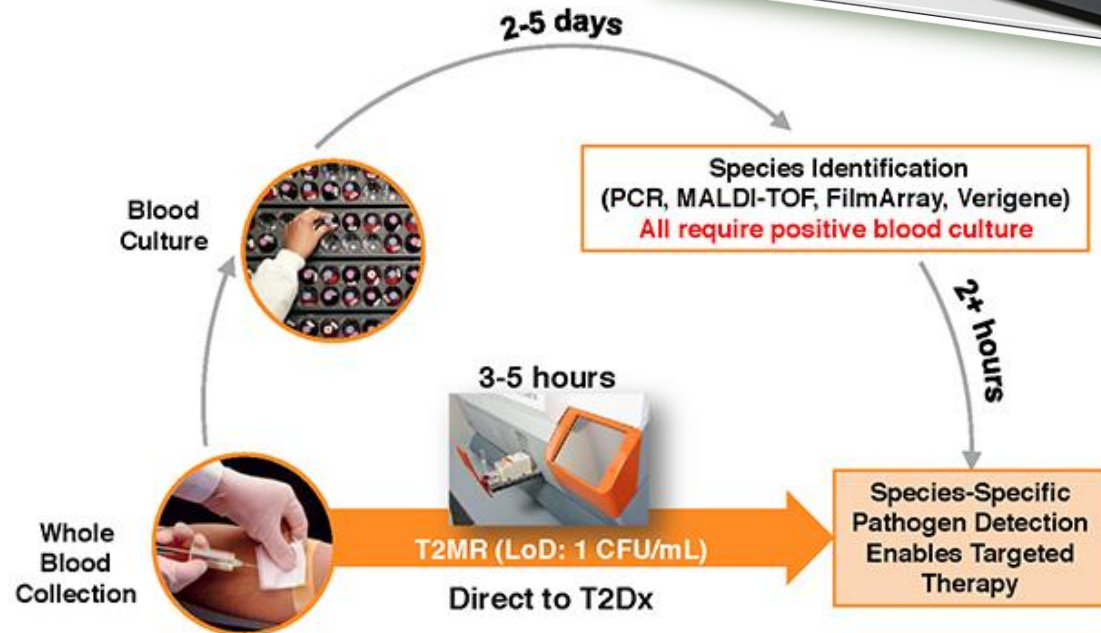 2-5 days
Blood
Culture
Species Identification
(PCR, MALDI-TOF, FilmArray, Verigene)
All require positive blood culture
2+ hours
3-5 hours
Whole
Blood
Collection
T2MR (LoD: 1 CFU/mL)
Direct to T2Dx
Species-Specific
Pathogen Detection
Enables Targeted
Therapy